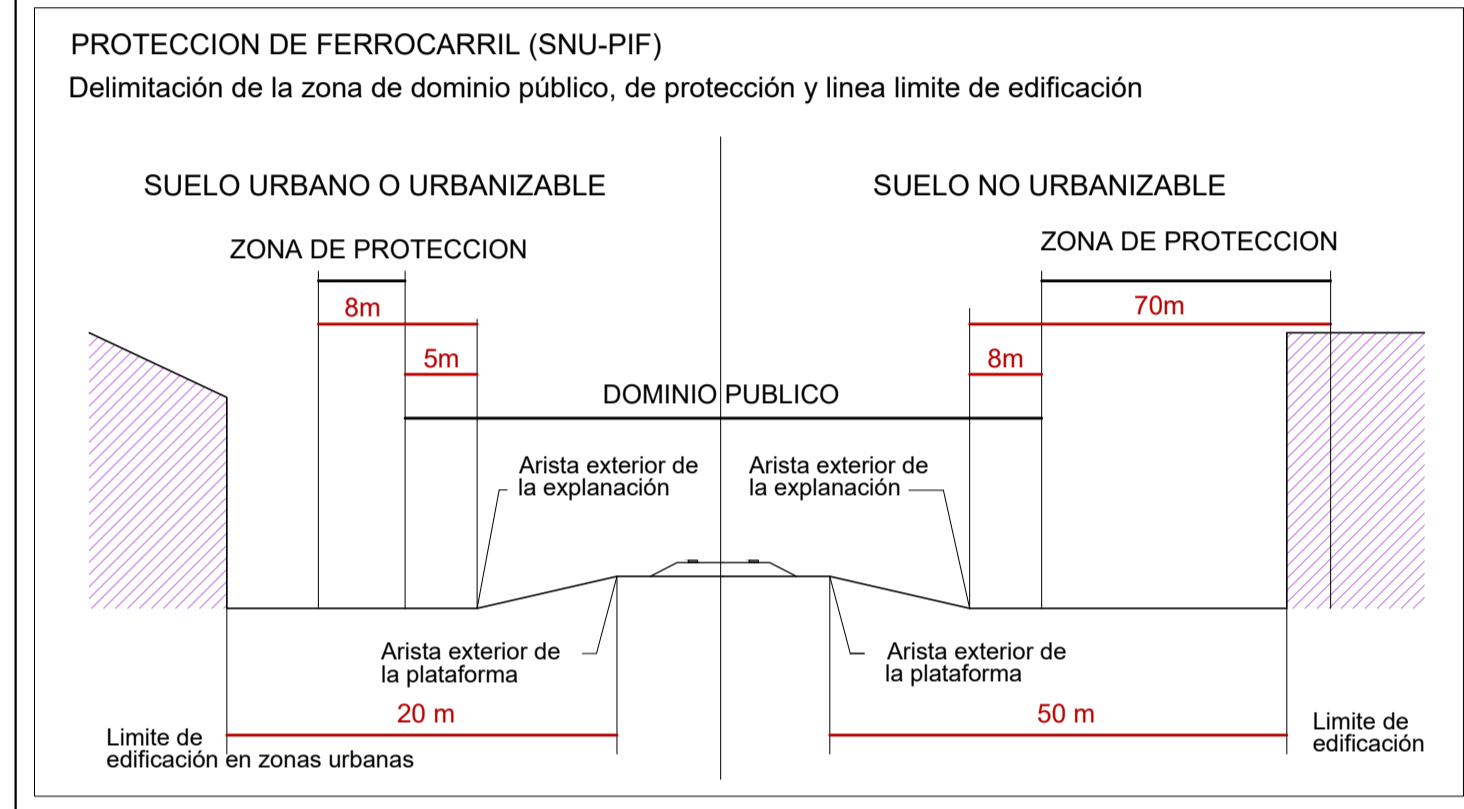 PROTECCION DE FERROCARRIL (SNU-PIF)
Delimitación de la zona de dominio público, de protección y linea limite de edificación
SUELO URBANO O URBANIZABLE
SUELO NO URBANIZABLE
ZONA DE PROTECCION
ZONA DE PROTECCION
8m
70m
5m
8m
DOMINIO PUBLICO
Arista exterior de
la explanación
Arista exterior de
la explanación
Arista exterior de
la plataforma
Arista exterior de
la plataforma
20 m
50 m
Limite de
edificación en zonas urbanas
Limite de
edificación